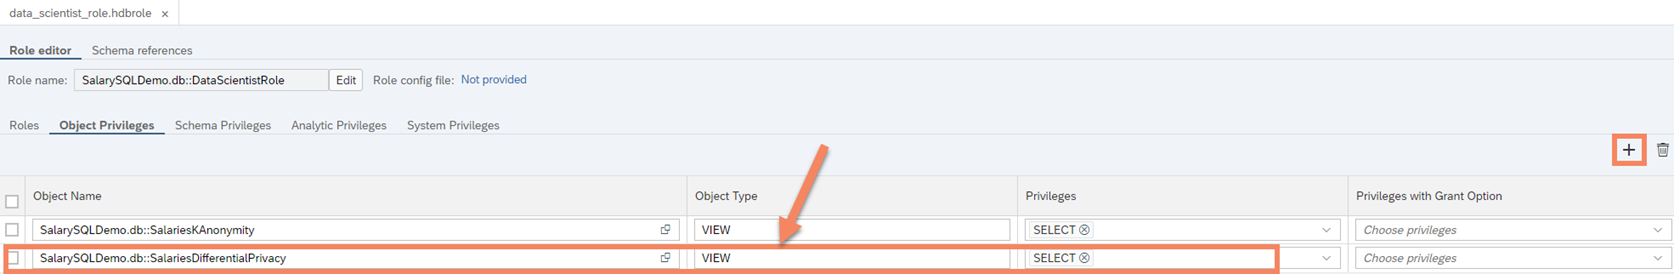 data_scientist_role.hdbrole ×
Role editor Schema references
Role name: SalarySQLDemo.db::DataScientistRole Edit Role config file: Not provided
Roles Object Privileges Schema Privileges Analytic Privileges System Privileges
Object Name Object Type Privileges Privileges with Grant Option
SalarySQLDemo.db::SalariesKAnonymity VIEW SELECT Choose privileges
SalarySQLDemo.db::SalariesDifferentialPrivacy VIEW SELECT Choose privileges